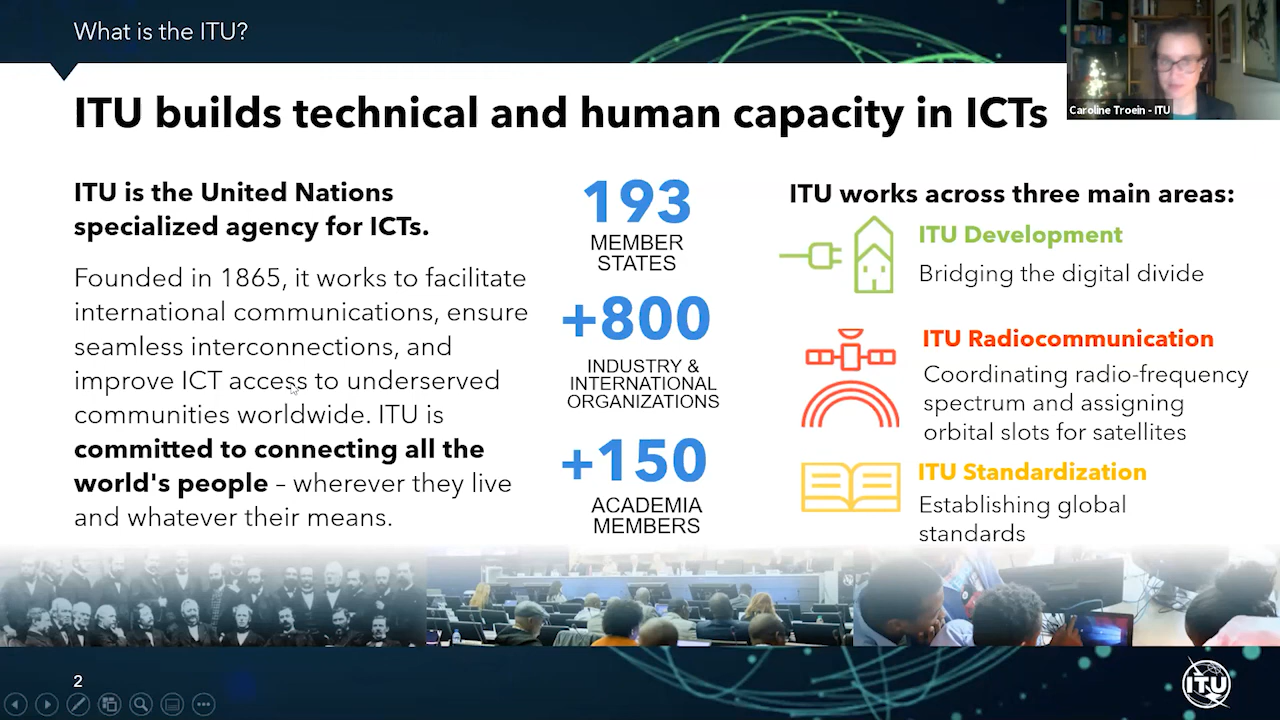 What is the ITU?
Caroline Troein - ITU
ITU builds technical and human capacity in ICTs
ITU is the United Nations
specialized agency for ICTs.
Founded in 1865, it works to facilitate
international communications, ensure
seamless interconnections, and
improve ICT access to underserved
communities worldwide. ITU is
committed to connecting all the
world's people – wherever they live
and whatever their means.
193
MEMBER
STATES
+800
INDUSTRY &
INTERNATIONAL
ORGANIZATIONS
+150
ACADEMIA
MEMBERS
ITU works across three main areas:
ITU Development
Bridging the digital divide
ITU Radiocommunication
Coordinating radio-frequency
spectrum and assigning
orbital slots for satellites
ITU Standardization
Establishing global
standards
2
ITU